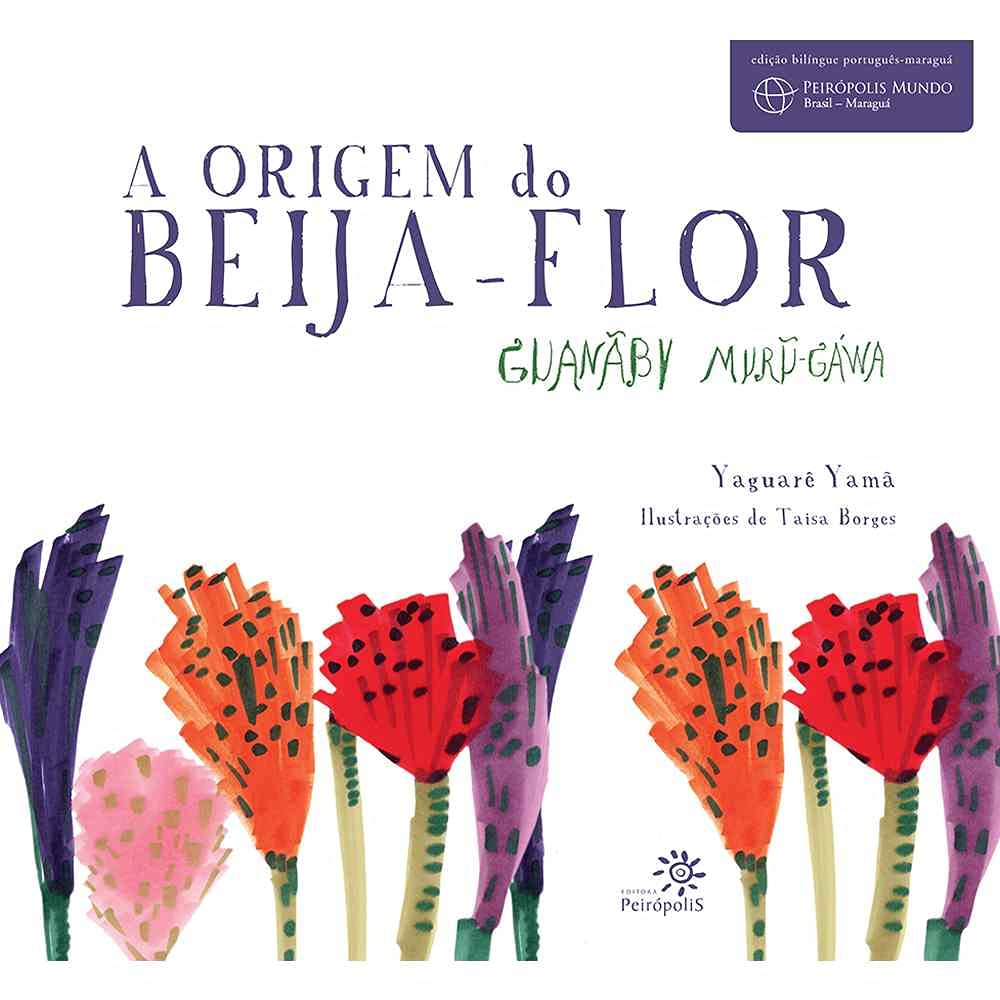 edição bilíngue português-maraguá
PEIRÓPOLIS MUNDO
Brasil – Maraguá
A ORIGEM do
BEIJA-FLOR
GUANÃBY MURŨ-GÁWA
Yaguarê Yamã
Ilustrações de Taisa Borges
EDITORA
PEIRÓPOLIS